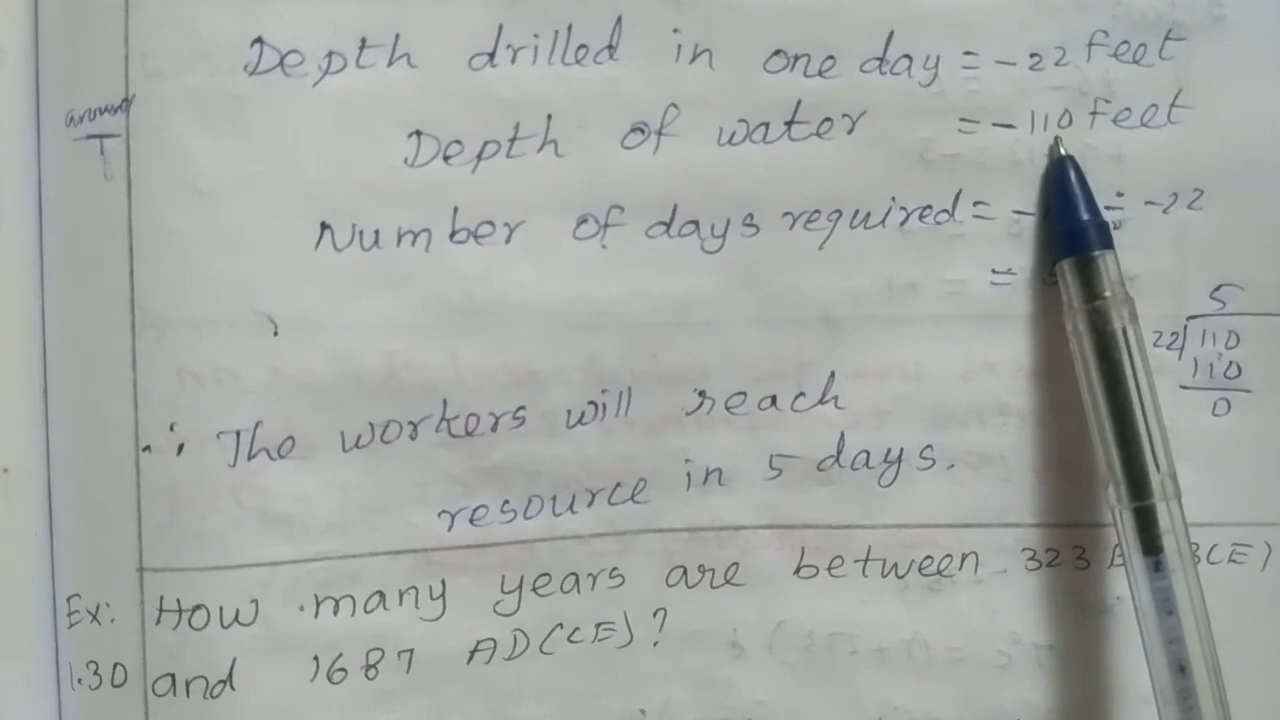 Depth drilled in one day = -22 feet
around
Depth of water = -110 feet
Number of days required = - ÷ -22
=
5
22 110
110
0
∴ The workers will reach
resource in 5 days.
Ex: How many years are between 323 B BCE)
1.30 and 1687 AD(CE)?